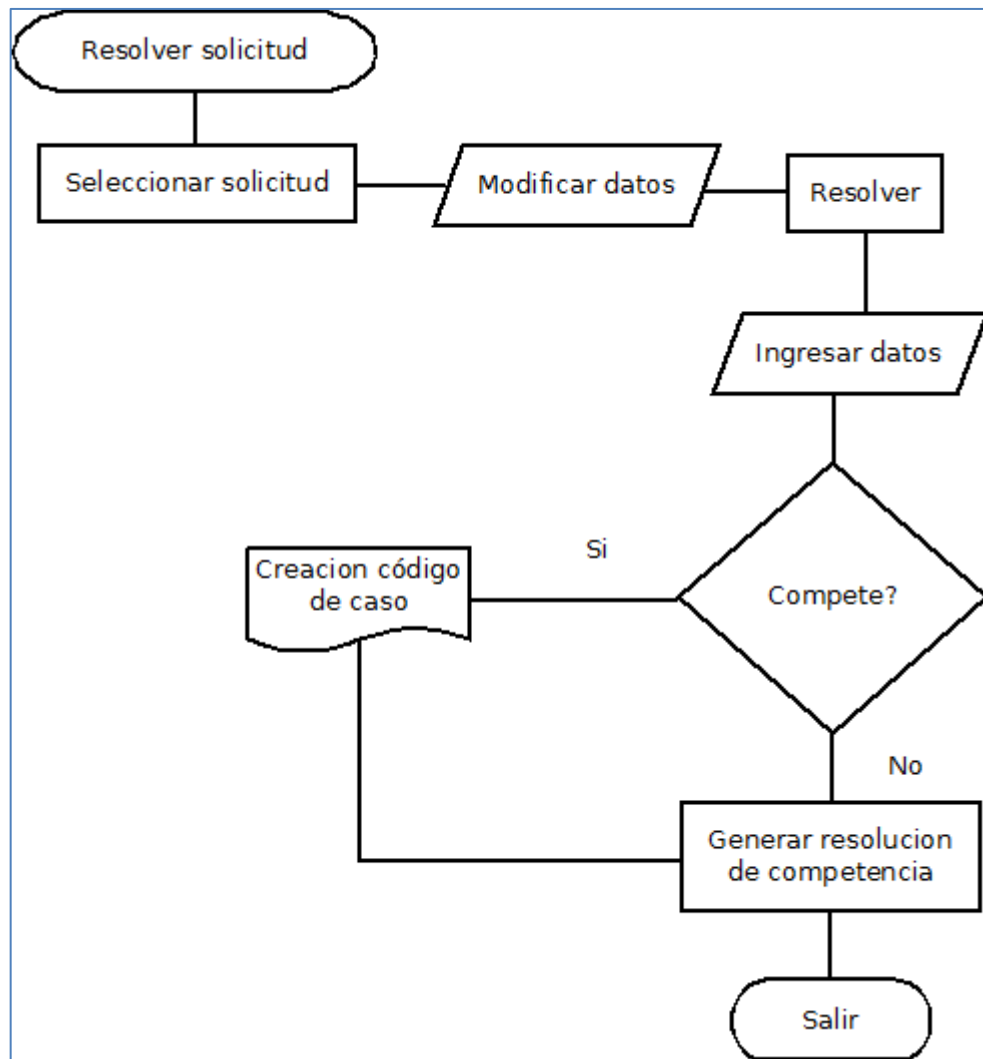 Resolver solicitud
Seleccionar solicitud
Modificar datos
Resolver
Ingresar datos
Si
Creacion código
de caso
Compete?
No
Generar resolucion
de competencia
Salir